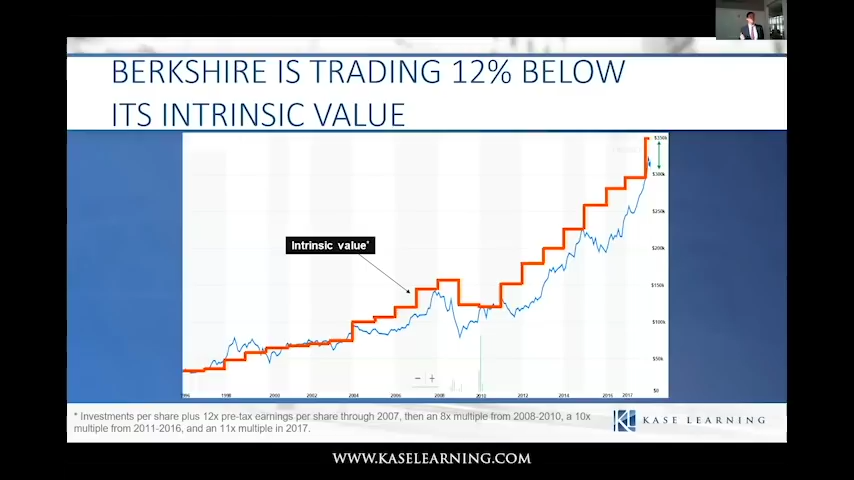 BERKSHIRE IS TRADING 12% BELOW
ITS INTRINSIC VALUE
$350k
$300k
$250k
$200k
$150k
$100k
$50k
$0
Intrinsic value*
1998 2000 2002 2004 2006 2008 2010 2012 2014 2016 2017
* Investments per share plus 12x pre-tax earnings per share through 2007, then an 8x multiple from 2008-2010, a 10x
multiple from 2011-2016, and an 11x multiple in 2017.
KASE LEARNING
WWW.KASELEARNING.COM